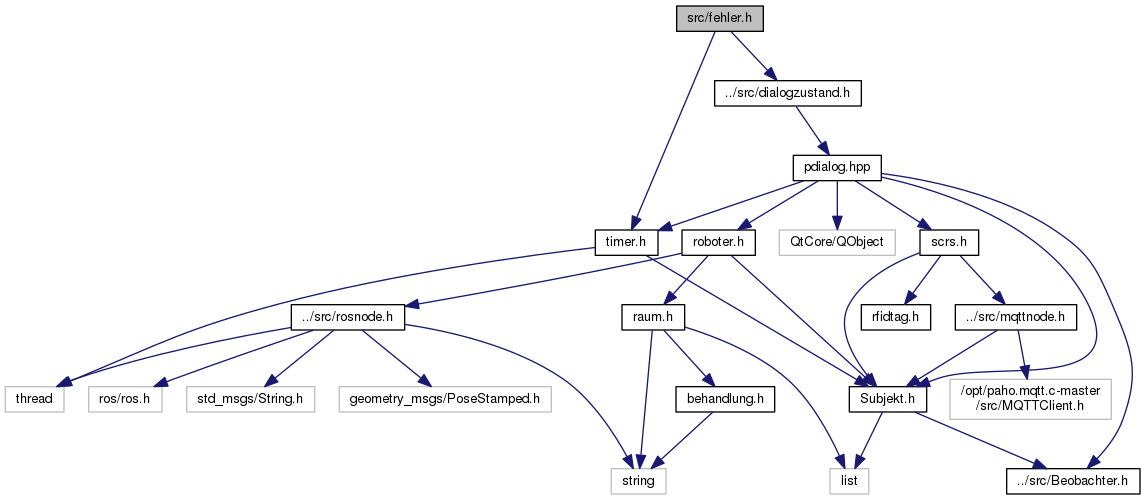 src/fehler.h
../src/dialogzustand.h
pdialog.hpp
timer.h
roboter.h
QtCore/QObject
scrs.h
../src/rosnode.h
raum.h
rfidtag.h
../src/mqttnode.h
thread
ros/ros.h
std_msgs/String.h
geometry_msgs/PoseStamped.h
behandlung.h
Subjekt.h
/opt/paho.mqtt.c-master
/src/MQTTClient.h
string
list
../src/Beobachter.h